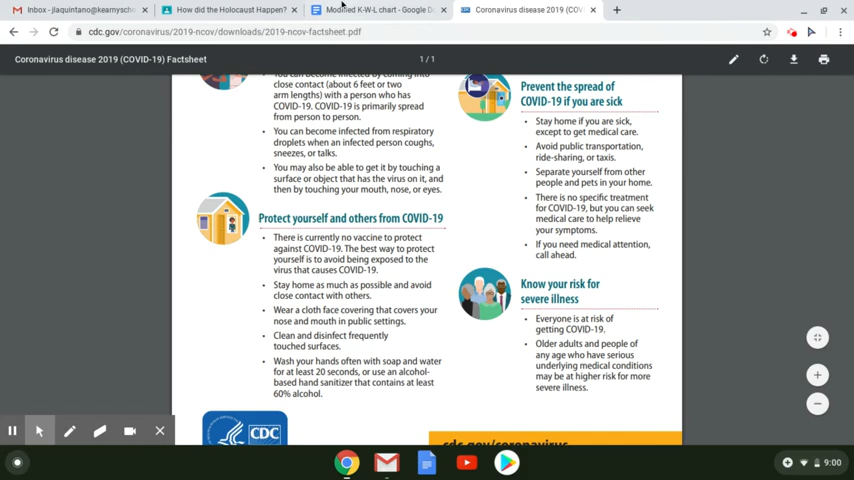 Inbox - jlaquintano@kearnyscho
How did the Holocaust Happen?
Modified K-W-L chart - Google D
Coronavirus disease 2019 (COV
cdc.gov/coronavirus/2019-ncov/downloads/2019-ncov-factsheet.pdf
Coronavirus disease 2019 (COVID-19) Factsheet
1 / 1
You can become infected by coming into
close contact (about 6 feet or two
arm lengths) with a person who has
COVID-19. COVID-19 is primarily spread
from person to person.
You can become infected from respiratory
droplets when an infected person coughs,
sneezes, or talks.
You may also be able to get it by touching a
surface or object that has the virus on it, and
then by touching your mouth, nose, or eyes.
Protect yourself and others from COVID-19
There is currently no vaccine to protect
against COVID-19. The best way to protect
yourself is to avoid being exposed to the
virus that causes COVID-19.
Stay home as much as possible and avoid
close contact with others.
Wear a cloth face covering that covers your
nose and mouth in public settings.
Clean and disinfect frequently
touched surfaces.
Wash your hands often with soap and water
for at least 20 seconds, or use an alcohol-
based hand sanitizer that contains at least
60% alcohol.
CDC
Prevent the spread of
COVID-19 if you are sick
Stay home if you are sick,
except to get medical care.
Avoid public transportation,
ride-sharing, or taxis.
Separate yourself from other
people and pets in your home.
There is no specific treatment
for COVID-19, but you can seek
medical care to help relieve
your symptoms.
If you need medical attention,
call ahead.
Know your risk for
severe illness
Everyone is at risk of
getting COVID-19.
Older adults and people of
any age who have serious
underlying medical conditions
may be at higher risk for more
severe illness.
cdc.gov/coronavirus
9:00